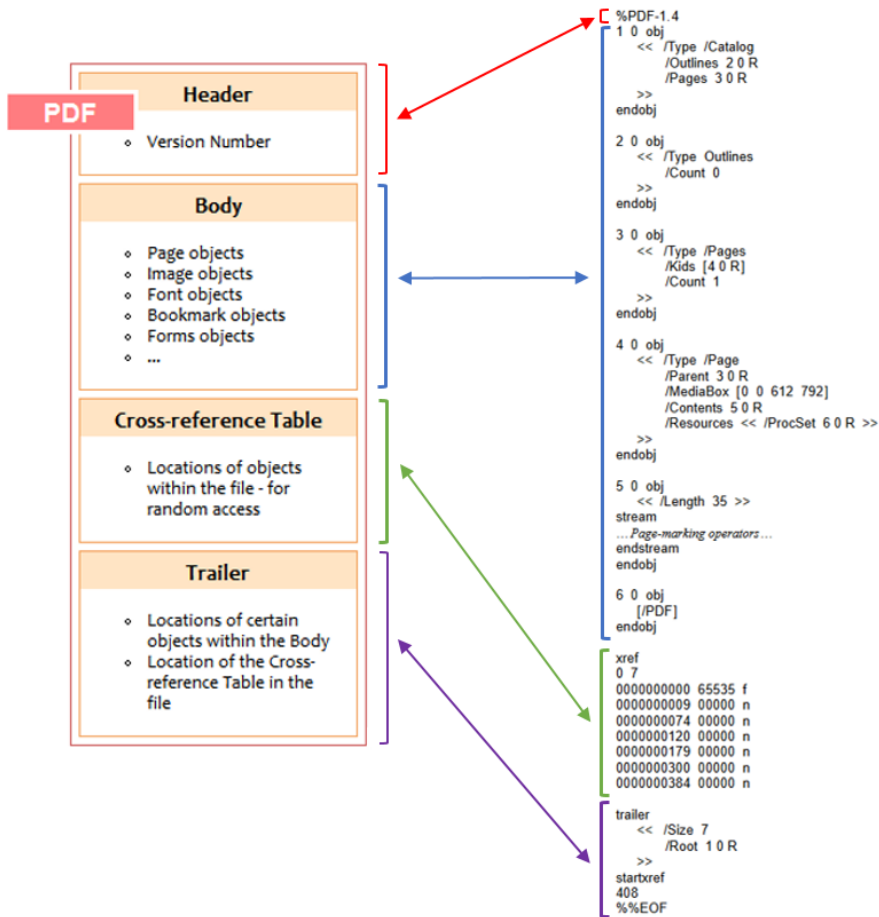 PDF
Header
Version Number
Body
Page objects
Image objects
Font objects
Bookmark objects
Forms objects
...
Cross-reference Table
Locations of objects
within the file - for
random access
Trailer
Locations of certain
objects within the Body
Location of the Cross-
reference Table in the
file
%PDF-1.4
1 0 obj
<< /Type /Catalog
/Outlines 2 0 R
/Pages 3 0 R
>>
endobj
2 0 obj
<< /Type Outlines
/Count 0
>>
endobj
3 0 obj
<< /Type /Pages
/Kids [4 0 R]
/Count 1
>>
endobj
4 0 obj
<< /Type /Page
/Parent 3 0 R
/MediaBox [0 0 612 792]
/Contents 5 0 R
/Resources << /ProcSet 6 0 R >>
>>
endobj
5 0 obj
<< /Length 35 >>
stream
...Page-marking operators...
endstream
endobj
6 0 obj
[/PDF]
endobj
xref
0 7
0000000000 65535 f
0000000009 00000 n
0000000074 00000 n
0000000120 00000 n
0000000179 00000 n
0000000300 00000 n
0000000384 00000 n
trailer
<< /Size 7
/Root 1 0 R
>>
startxref
408
%%EOF